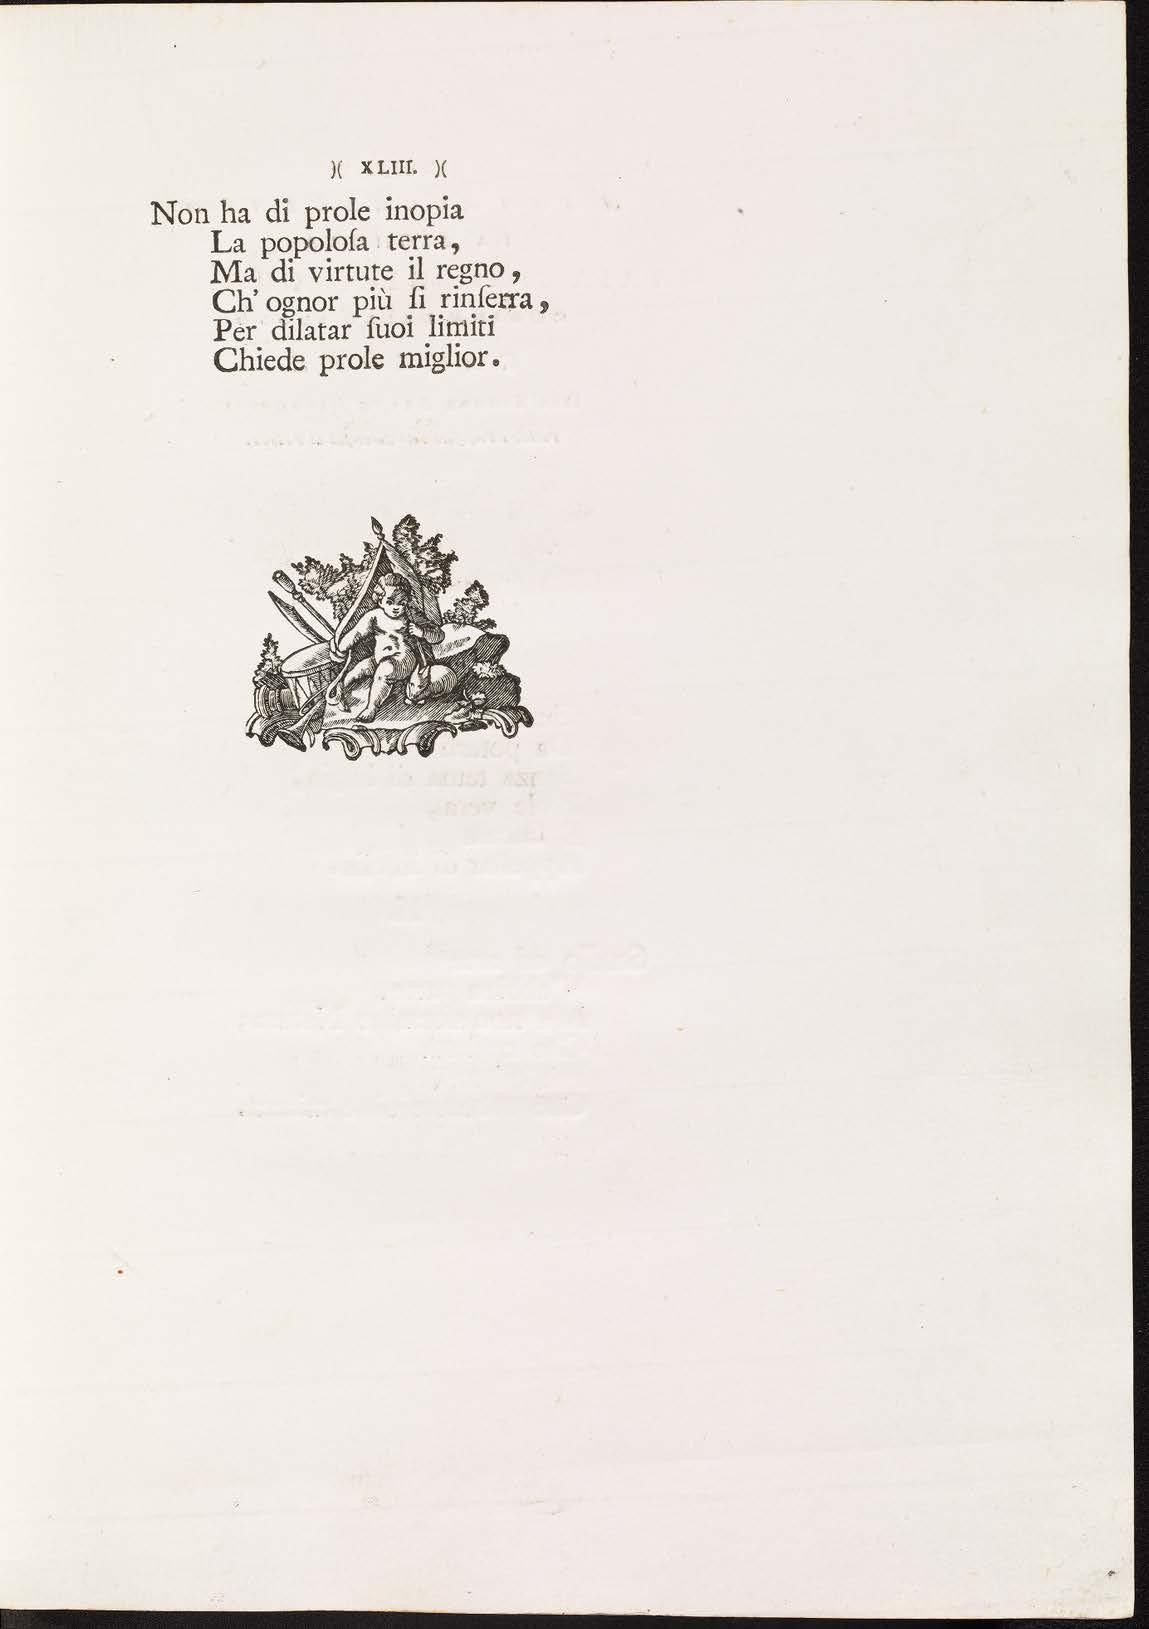 )( XLIII. )(
Non ha di prole inopia
La popoloſa terra,
Ma di virtute il regno,
Ch' ognor più ſi rinſerra,
Per dilatar ſuoi limiti
Chiede prole miglior.